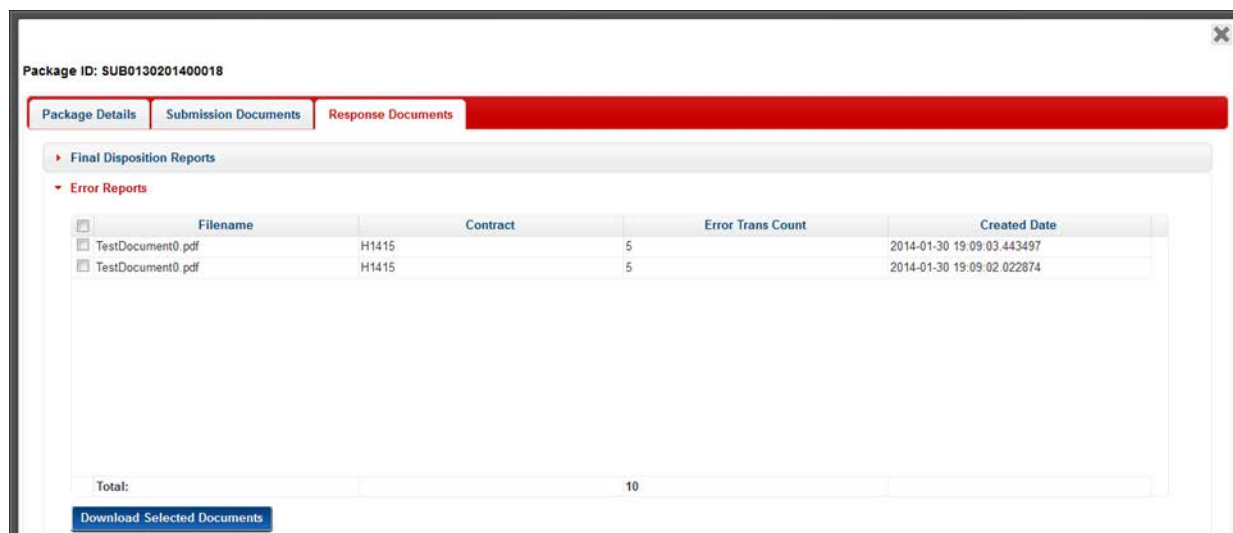 Package ID: SUB0130201400018
Package Details Submission Documents Response Documents
Final Disposition Reports
Error Reports
Filename Contract Error Trans Count Created Date
TestDocument0.pdf H1415 5 2014-01-30 19:09:03.443497
TestDocument0.pdf H1415 5 2014-01-30 19:09:02.022874
Total: 10
Download Selected Documents